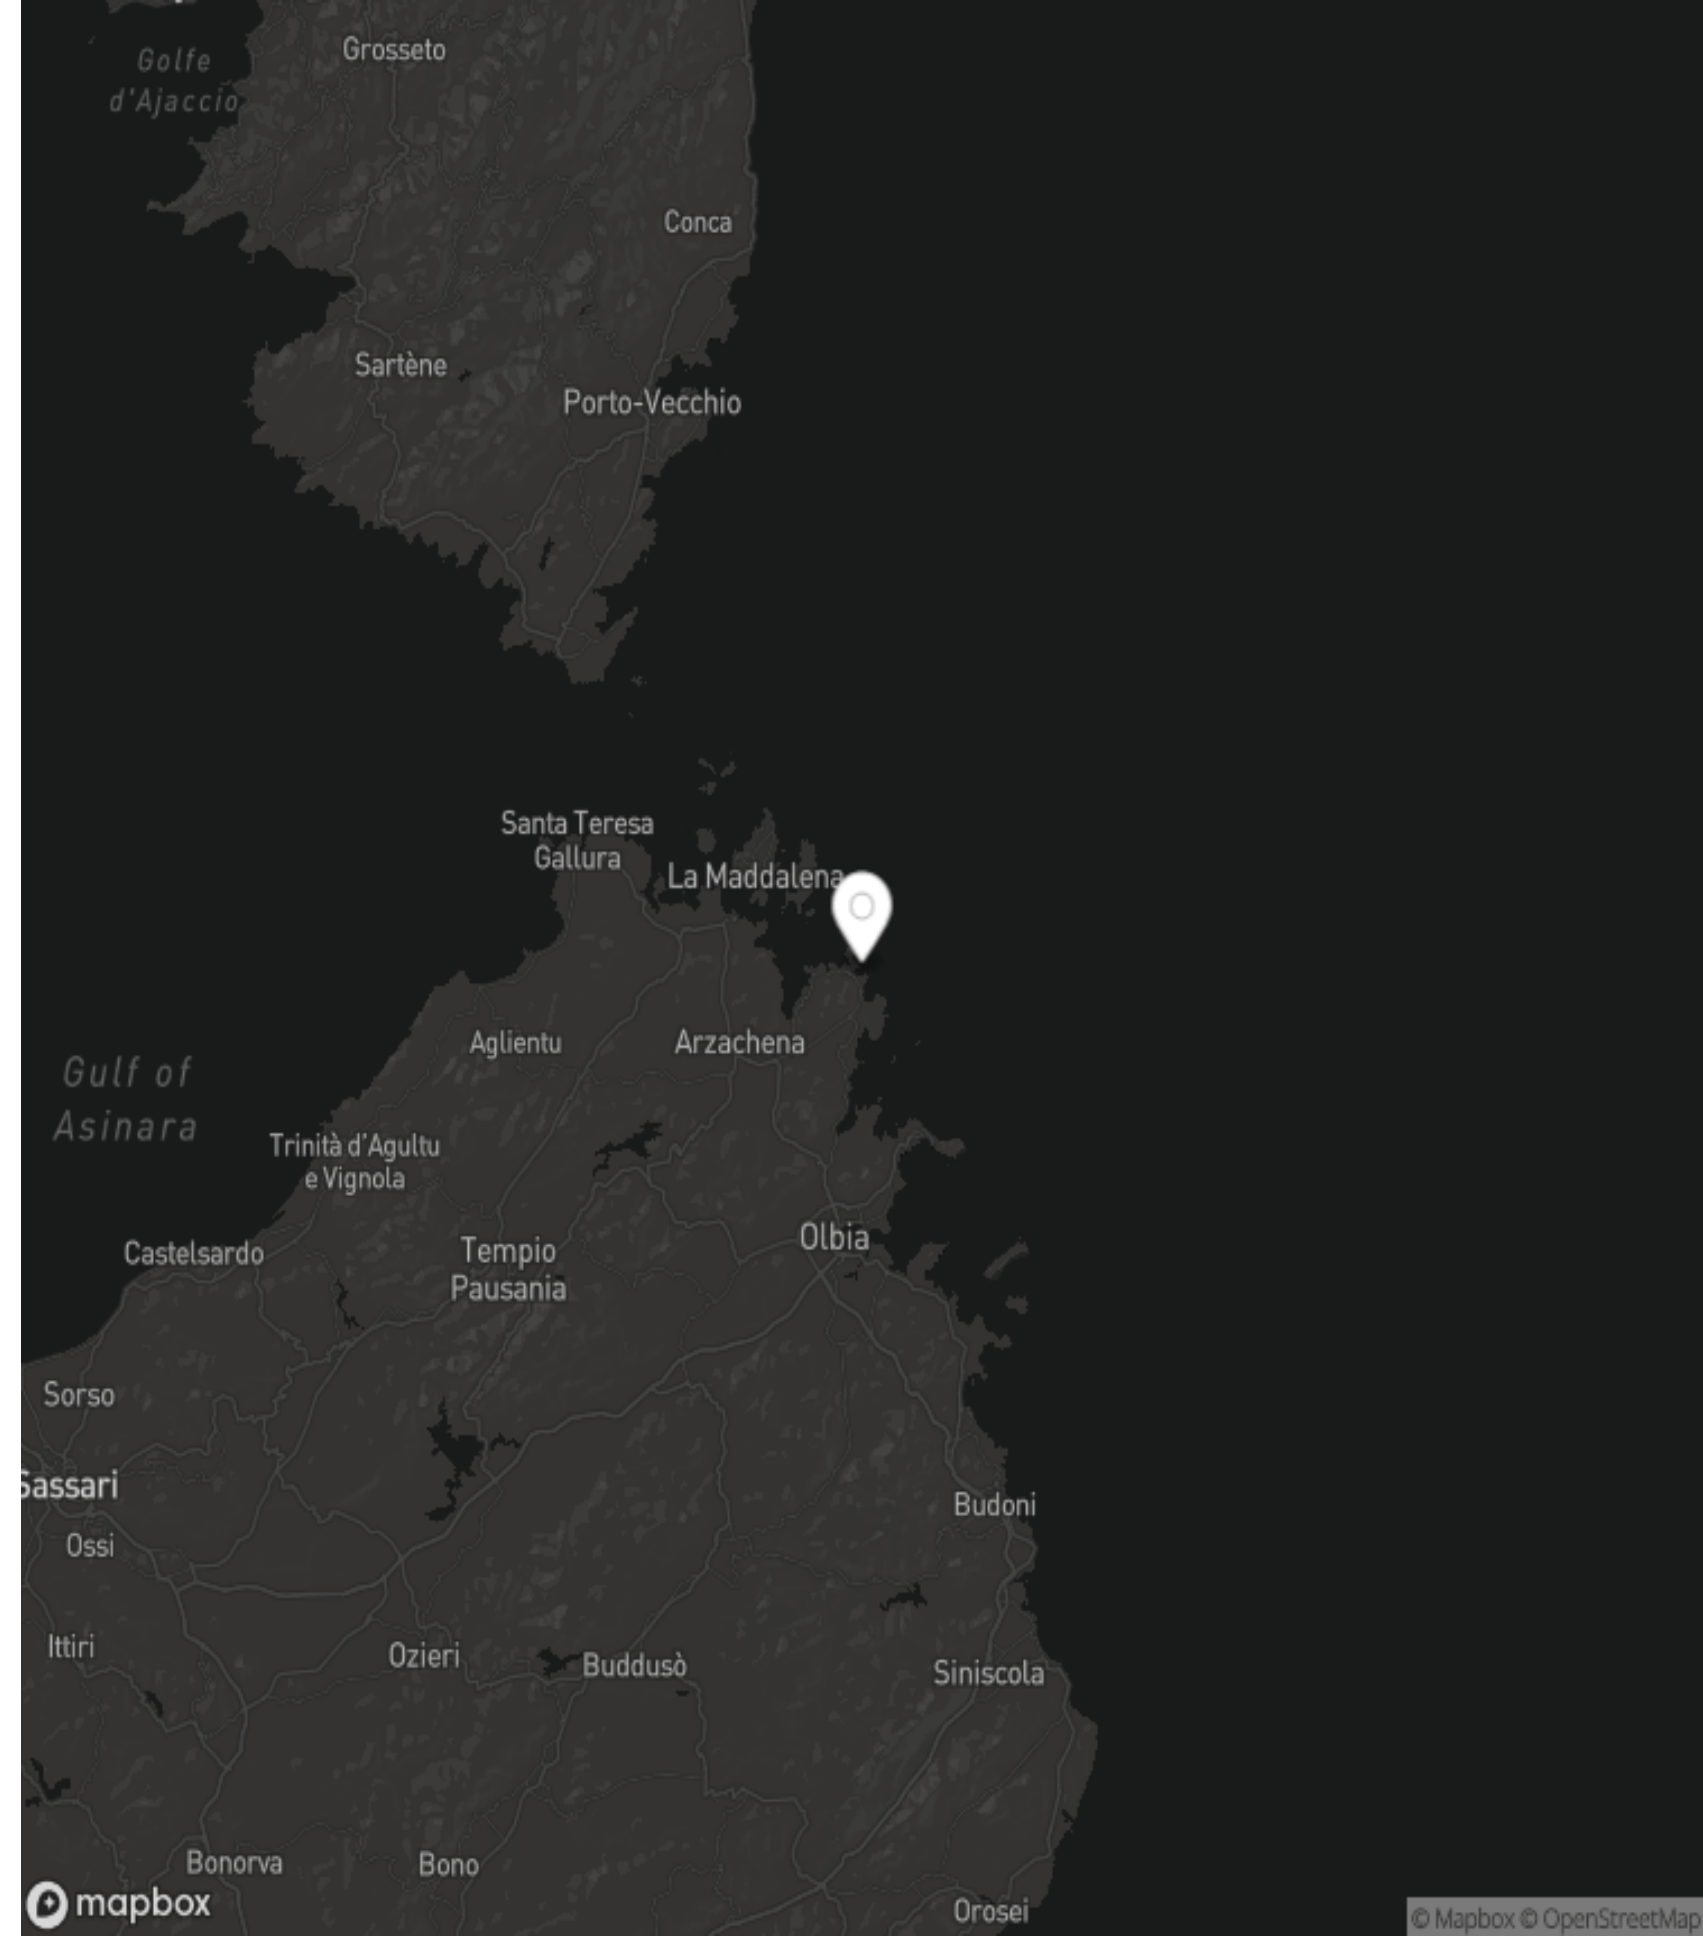 Grosseto
Golfe
d'Ajaccio
Conca
Sartène
Porto-Vecchio
Santa Teresa
Gallura
La Maddalena
Aglientu
Arzachena
Gulf of
Asinara
Trinità d'Agultu
e Vignola
Olbia
Castelsardo
Tempio
Pausania
Sorso
Sassari
Budoni
Ossi
Ittiri
Ozieri
Buddusò
Siniscola
Bonorva
Bono
mapbox
Orosei
© Mapbox © OpenStreetMap